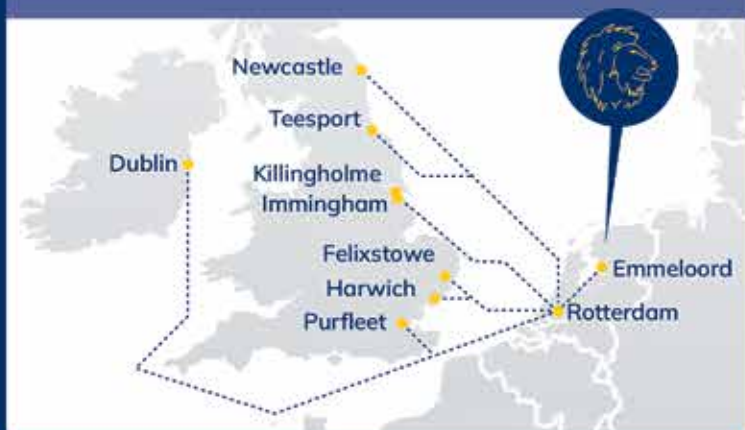 Newcastle
Teesport
Dublin
Killingholme
Immingham
Felixstowe
Emmeloord
Harwich
Rotterdam
Purfleet